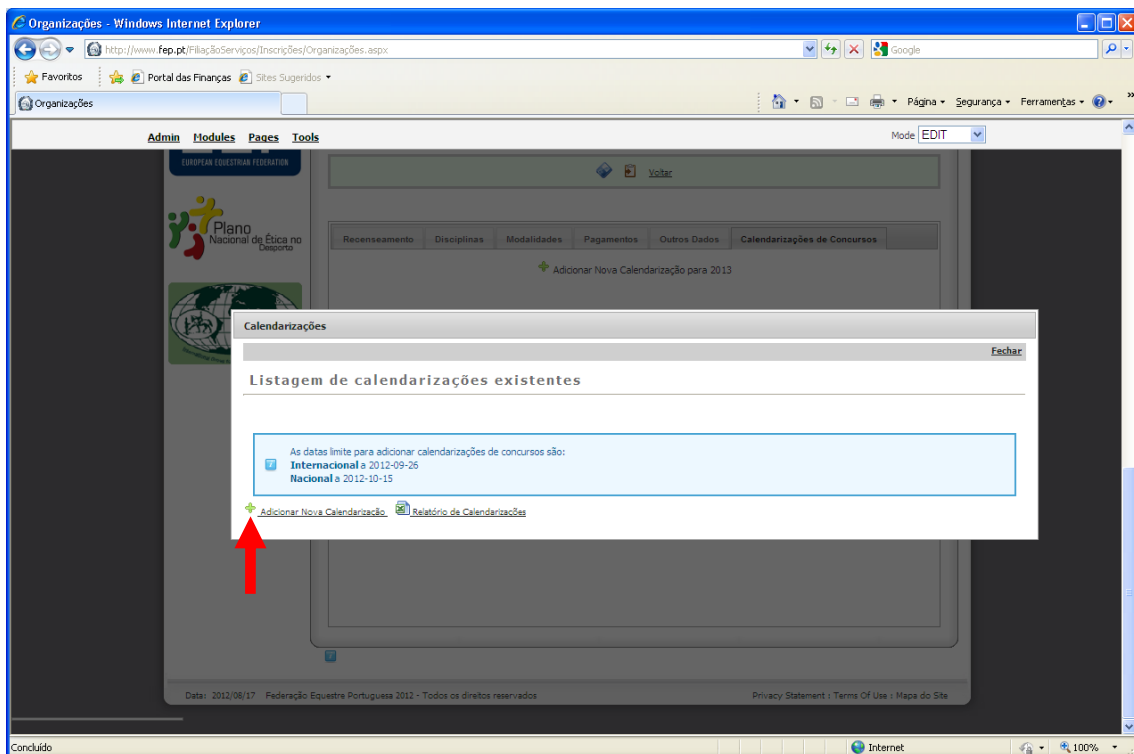 Organizações - Windows Internet Explorer
http://www.fep.pt/FiliaçãoServiços/Inscrições/Organizações.aspx
Google
Favoritos
Portal das Finanças
Sites Sugeridos
Organizações
Página
Segurança
Ferramentas
»
Admin Modules Pages Tools
Mode EDIT
EUROPEAN EQUESTRIAN FEDERATION
Voltar
Plano
Nacional de Ética no
Desporto
Recenseamento Disciplinas Modalidades Pagamentos Outros Dados Calendarizações de Concursos
Adicionar Nova Calendarização para 2013
Calendarizações
Fechar
Listagem de calendarizações existentes
As datas limite para adicionar calendarizações de concursos são:
Internacional a 2012-09-26
Nacional a 2012-10-15
Adicionar Nova Calendarização Relatório de Calendarizações
Data: 2012/08/17 Federação Equestre Portuguesa 2012 - Todos os direitos reservados
Privacy Statement : Terms Of Use : Mapa do Site
Concluído
Internet
100%